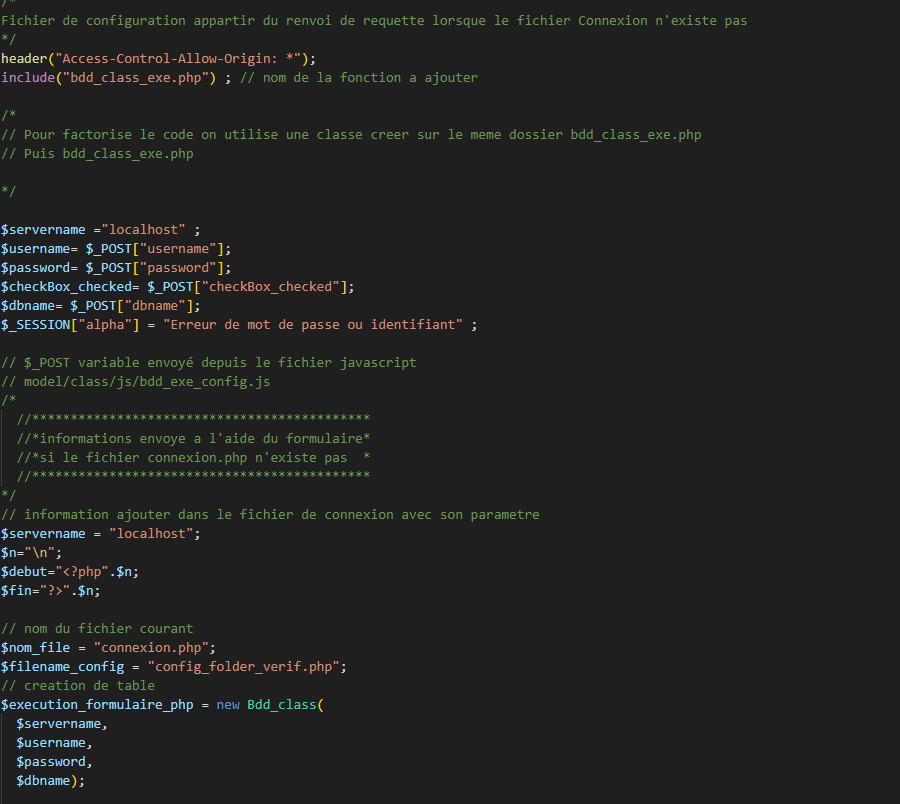 /*
Fichier de configuration appartir du renvoi de requette lorsque le fichier Connexion n'existe pas
*/
header("Access-Control-Allow-Origin: *");
include("bdd_class_exe.php") ; // nom de la fonction a ajouter
/*
// Pour factorise le code on utilise une classe creer sur le meme dossier bdd_class_exe.php
// Puis bdd_class_exe.php
*/
$servername ="localhost" ;
$username= $_POST["username"];
$password= $_POST["password"];
$checkBox_checked= $_POST["checkBox_checked"];
$dbname= $_POST["dbname"];
$_SESSION["alpha"] = "Erreur de mot de passe ou identifiant" ;
// $_POST variable envoyé depuis le fichier javascript
// model/class/js/bdd_exe_config.js
/*
//********************************************
//*informations envoye a l'aide du formulaire*
//*si le fichier connexion.php n'existe pas  *
//********************************************
*/
// information ajouter dans le fichier de connexion avec son parametre
$servername = "localhost";
$n="\n";
$debut="<?php".$n;
$fin="?>".$n;
// nom du fichier courant
$nom_file = "connexion.php";
$filename_config = "config_folder_verif.php";
// creation de table
$execution_formulaire_php = new Bdd_class(
$servername,
$username,
$password,
$dbname);